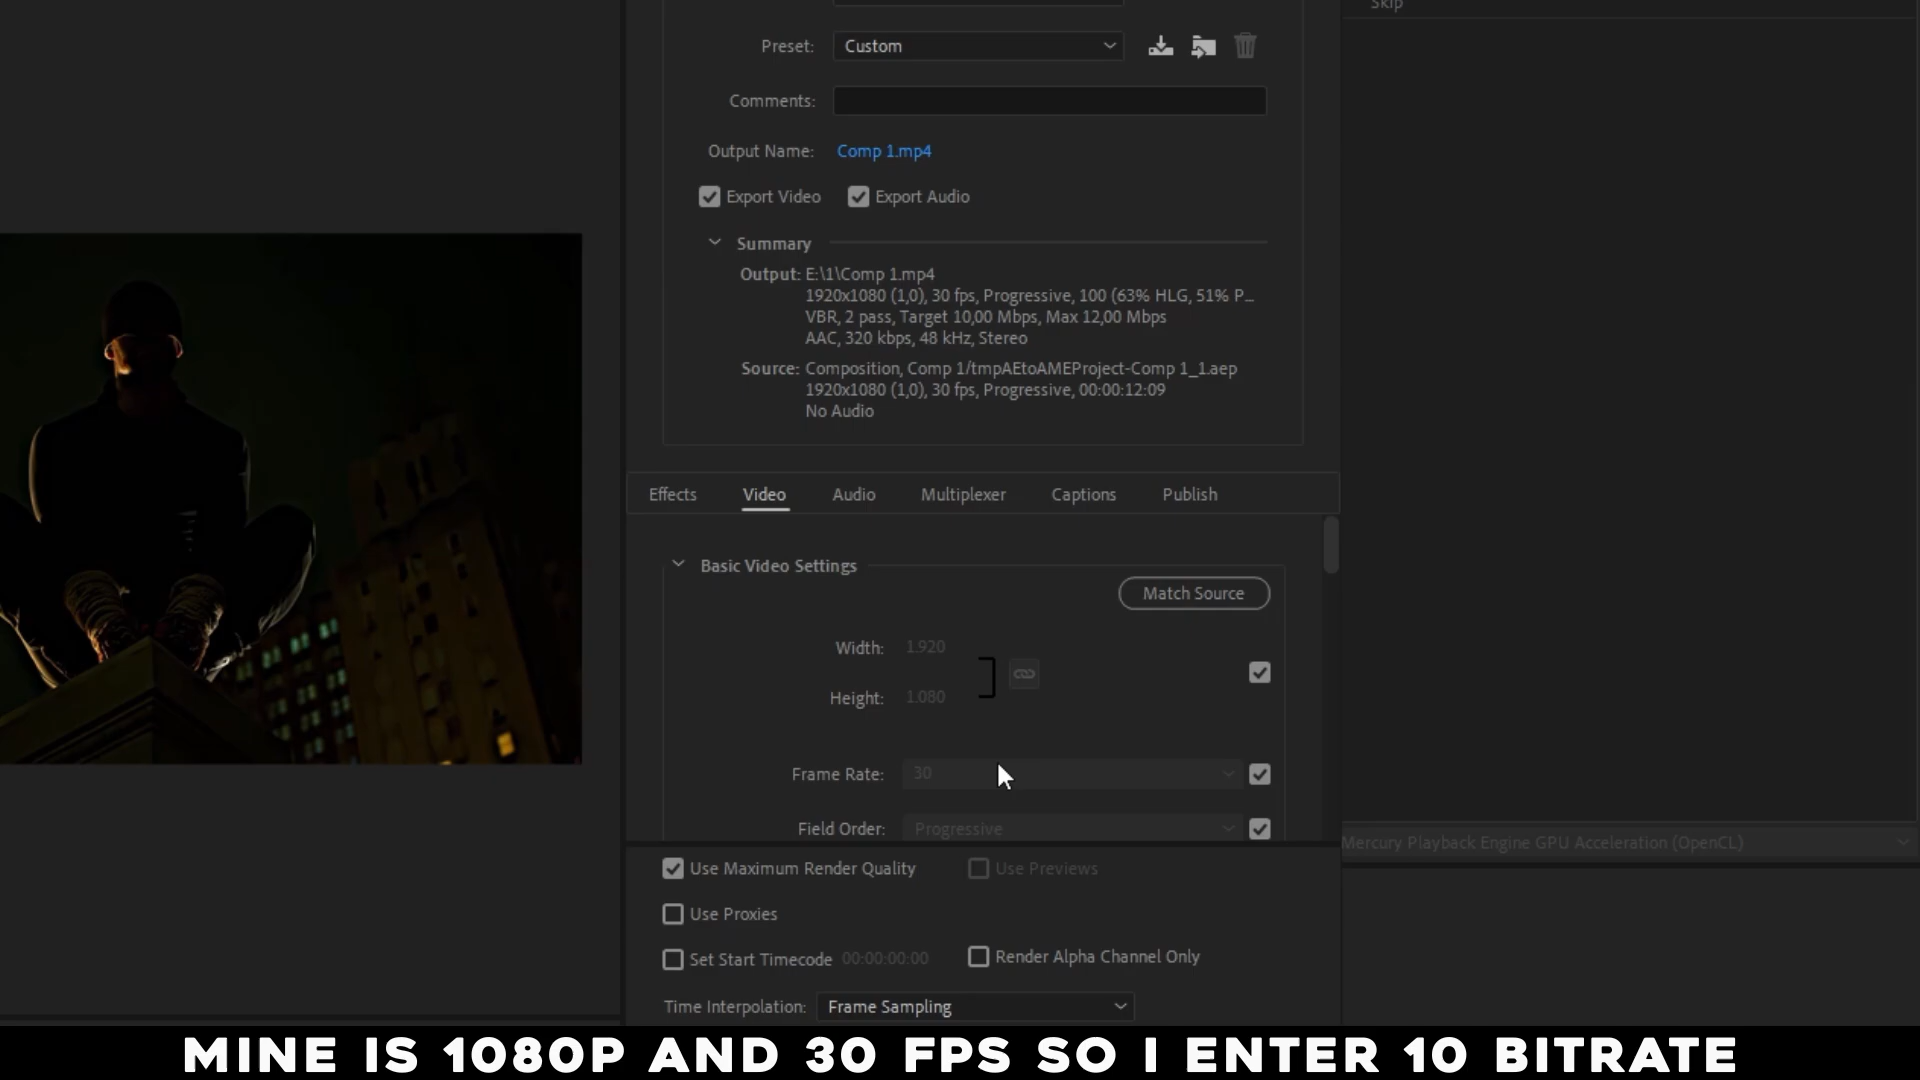 Skip
Preset: Custom
Comments:
Output Name: Comp 1.mp4
Export Video Export Audio
Summary
Output: E:\1\Comp 1.mp4
1920x1080 (1,0), 30 fps, Progressive, 100 (63% HLG, 51% P...
VBR, 2 pass, Target 10,00 Mbps, Max 12,00 Mbps
AAC, 320 kbps, 48 kHz, Stereo
Source: Composition, Comp 1/tmpAEtoAMEProject-Comp 1_1.aep
1920x1080 (1,0), 30 fps, Progressive, 00:00:12:09
No Audio
Effects Video Audio Multiplexer Captions Publish
Basic Video Settings
Match Source
Width: 1.920
Height: 1.080
Frame Rate: 30
Field Order: Progressive
Mercury Playback Engine GPU Acceleration (OpenCL)
Use Maximum Render Quality Use Previews
Use Proxies
Set Start Timecode 00:00:00:00 Render Alpha Channel Only
Time Interpolation: Frame Sampling
MINE IS 1080P AND 30 FPS SO I ENTER 10 BITRATE